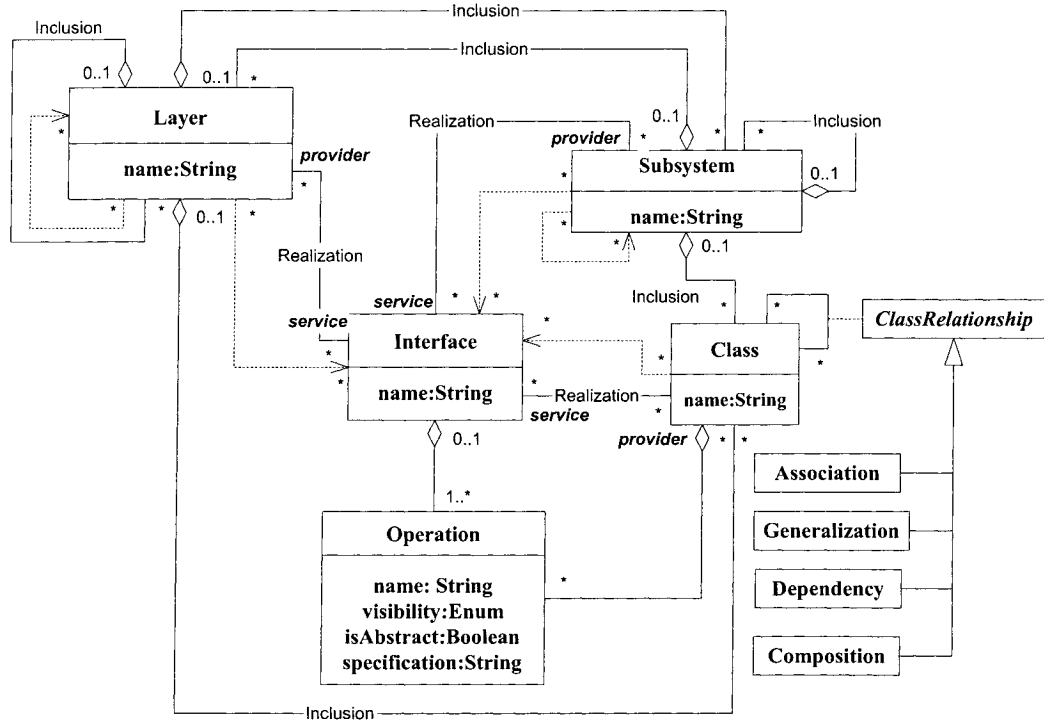 Inclusion
Inclusion
Inclusion
0..1
0..1
*
0..1
*
*
Inclusion
Layer
*
name:String
provider
*
Realization
provider
*
Subsystem
name:String
0..1
*
*
*
0..1
*
*
*
0..1
*
Realization
Inclusion
*
service
*
*
service
*
*
Interface
name:String
*
*
Realization
service
*
*
Class
name:String
*
*
ClassRelationship
provider
*
*
0..1
1..*
Operation
name: String
visibility:Enum
isAbstract:Boolean
specification:String
*
Association
Generalization
Dependency
Composition
Inclusion